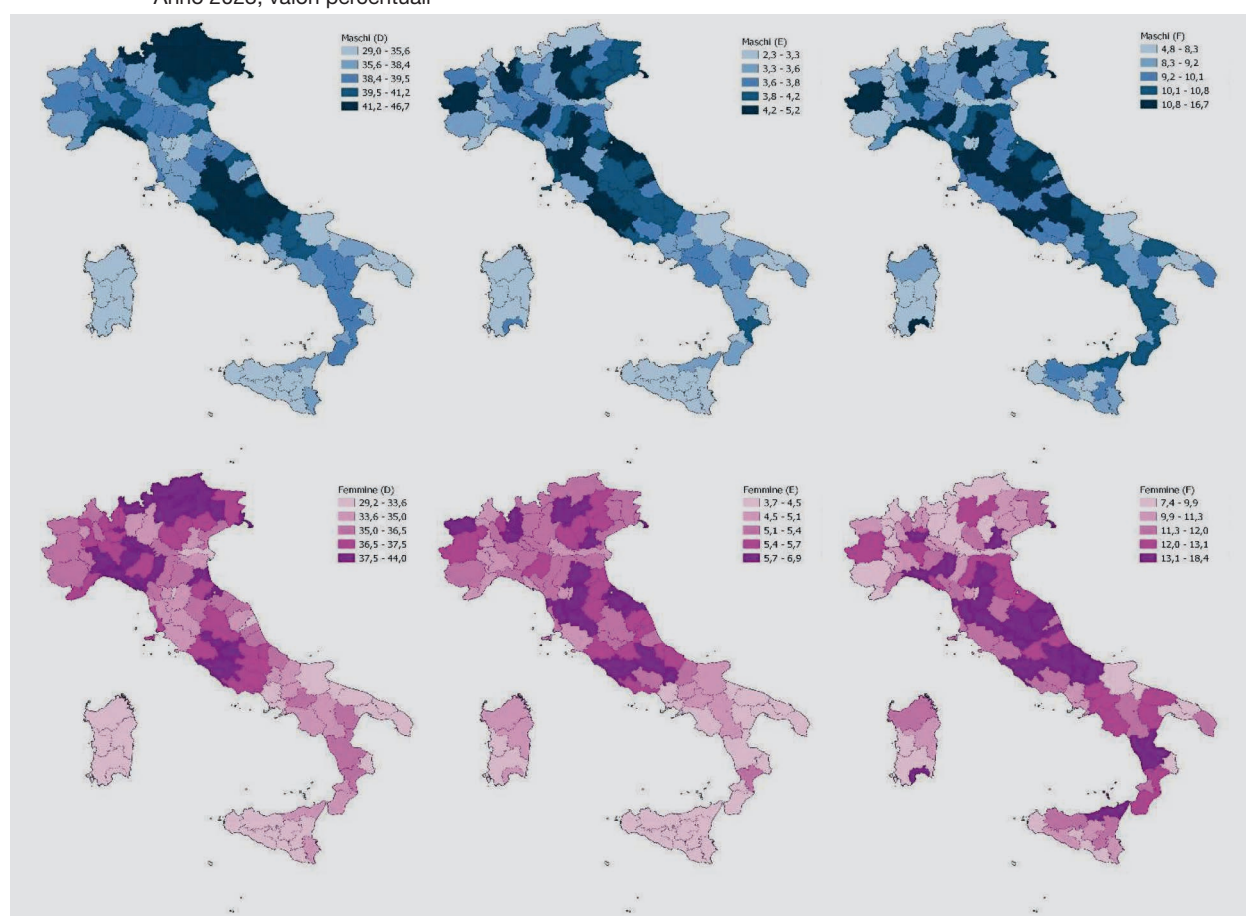 Anno 2023, valori percentuali
Maschi (D)
29,0 - 35,6
35,6 - 38,4
38,4 - 39,5
39,5 - 41,2
41,2 - 46,7
Maschi (E)
2,3 - 3,3
3,3 - 3,6
3,6 - 3,8
3,8 - 4,2
4,2 - 5,2
Maschi (F)
4,8 - 8,3
8,3 - 9,2
9,2 - 10,1
10,1 - 10,8
10,8 - 16,7
Femmine (D)
29,2 - 33,6
33,6 - 35,0
35,0 - 36,5
36,5 - 37,5
37,5 - 44,0
Femmine (E)
3,7 - 4,5
4,5 - 5,1
5,1 - 5,4
5,4 - 5,7
5,7 - 6,9
Femmine (F)
7,4 - 9,9
9,9 - 11,3
11,3 - 12,0
12,0 - 13,1
13,1 - 18,4